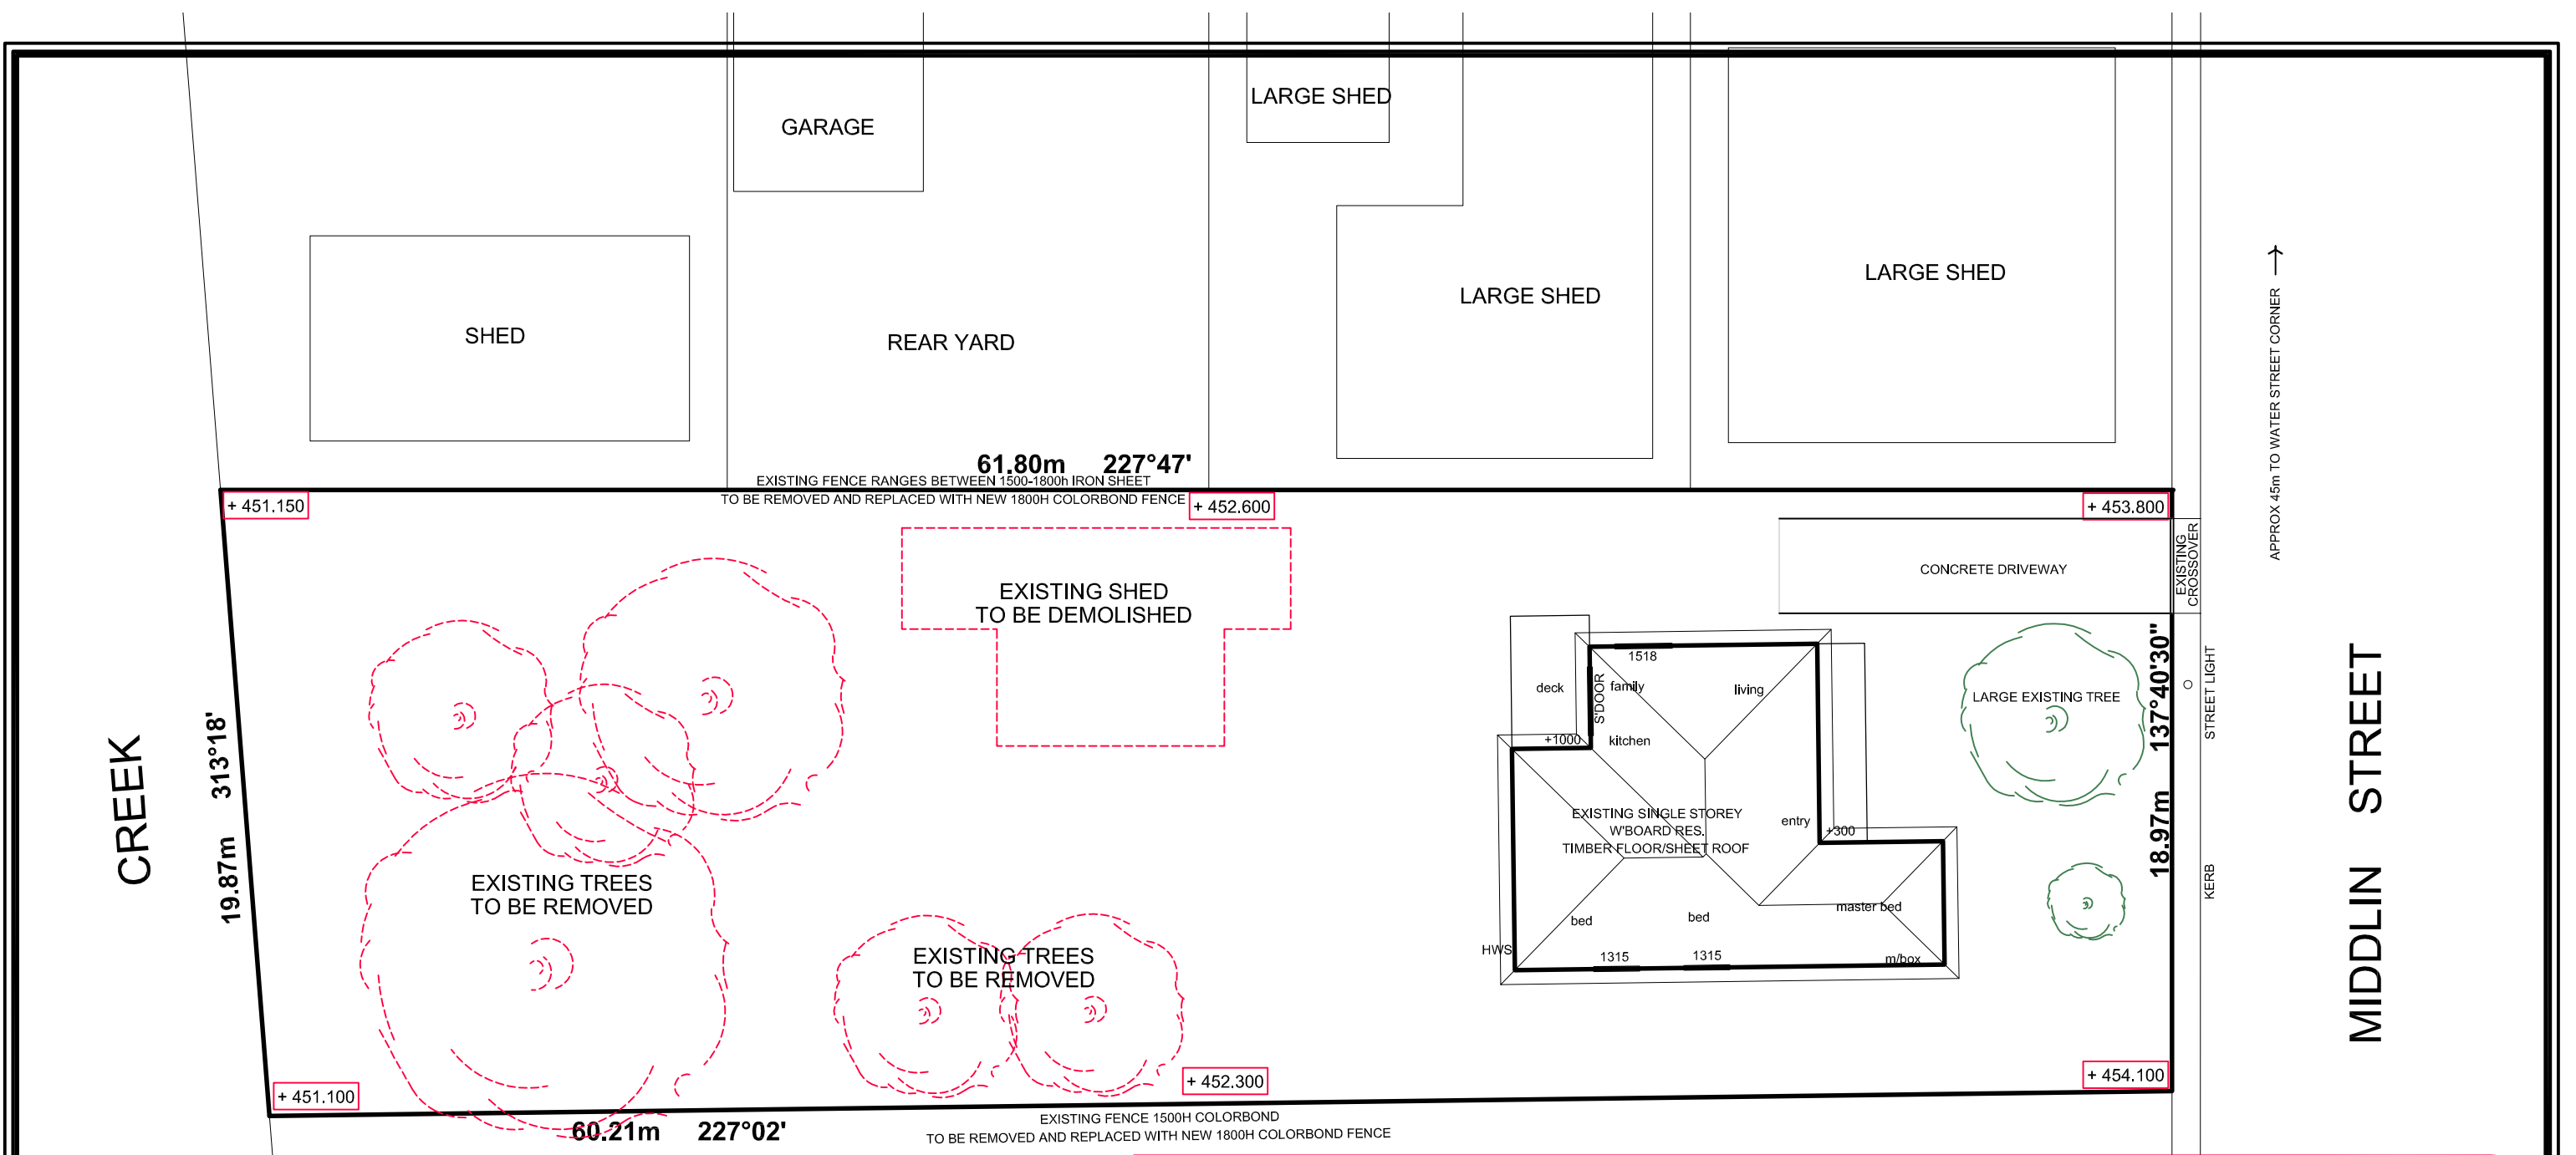 LARGE SHED
GARAGE
LARGE SHED
LARGE SHED
SHED
REAR YARD
APPROX 45m TO WATER STREET CORNER
61.80m 227°47'
EXISTING FENCE RANGES BETWEEN 1500-1800h IRON SHEET
TO BE REMOVED AND REPLACED WITH NEW 1800H COLORBOND FENCE
+ 451.150
+ 452.600
+ 453.800
EXISTING
CROSSOVER
CONCRETE DRIVEWAY
EXISTING SHED
TO BE DEMOLISHED
1518
deck
S'DOOR
family
living
LARGE EXISTING TREE
18.97m 137°40'30"
STREET LIGHT
KERB
MIDDLIN STREET
CREEK
19.87m 313°18'
+1000
kitchen
EXISTING SINGLE STOREY
W'BOARD RES.
TIMBER FLOOR/SHEET ROOF
entry
+300
EXISTING TREES
TO BE REMOVED
bed
bed
master bed
HWS
1315
1315
m/box
EXISTING TREES
TO BE REMOVED
+ 451.100
+ 452.300
+ 454.100
60.21m 227°02'
EXISTING FENCE 1500H COLORBOND
TO BE REMOVED AND REPLACED WITH NEW 1800H COLORBOND FENCE